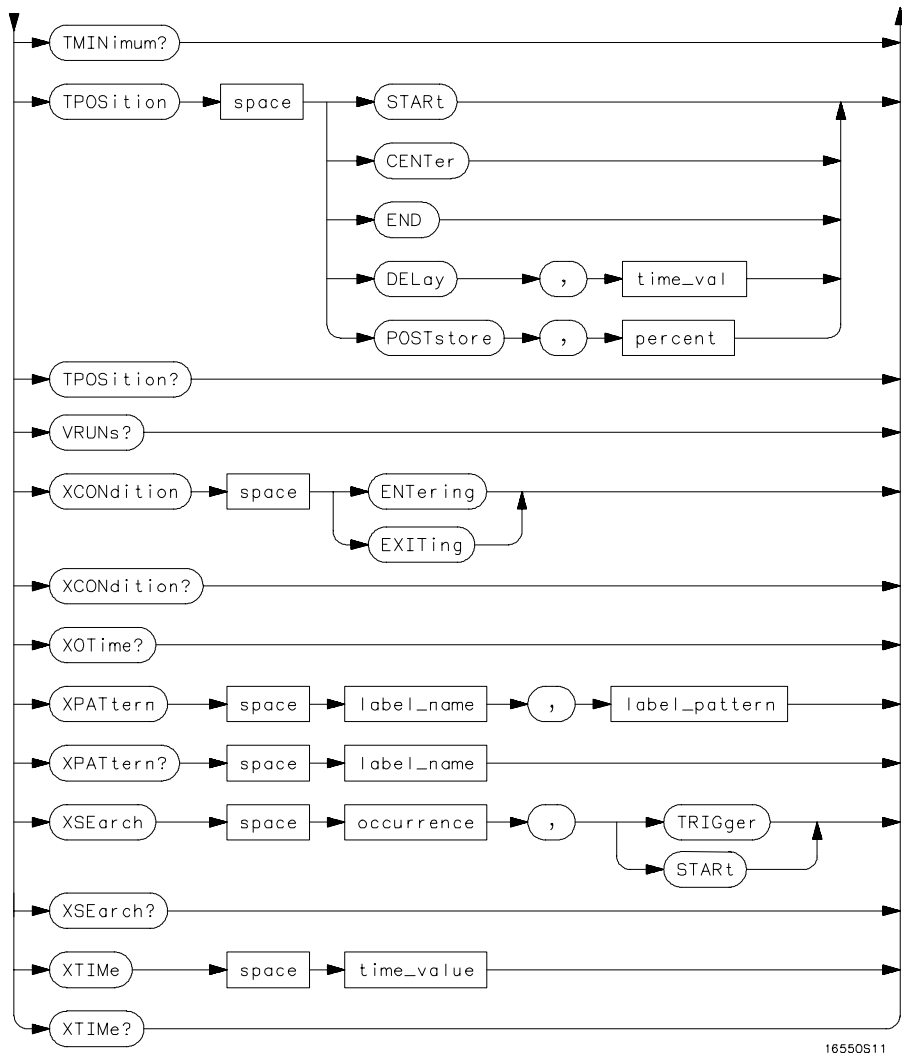 TMINimum?
TPOSition space STARt
CENTer
END
DELay , time_val
POSTstore , percent
TPOSition?
VRUNs?
XCONdition space ENTering
EXITing
XCONdition?
XOTime?
XPATtern space label_name , label_pattern
XPATtern? space label_name
XSEarch space occurrence , TRIGger
STARt
XSEarch?
XTIMe space time_value
XTIMe?
16550S11